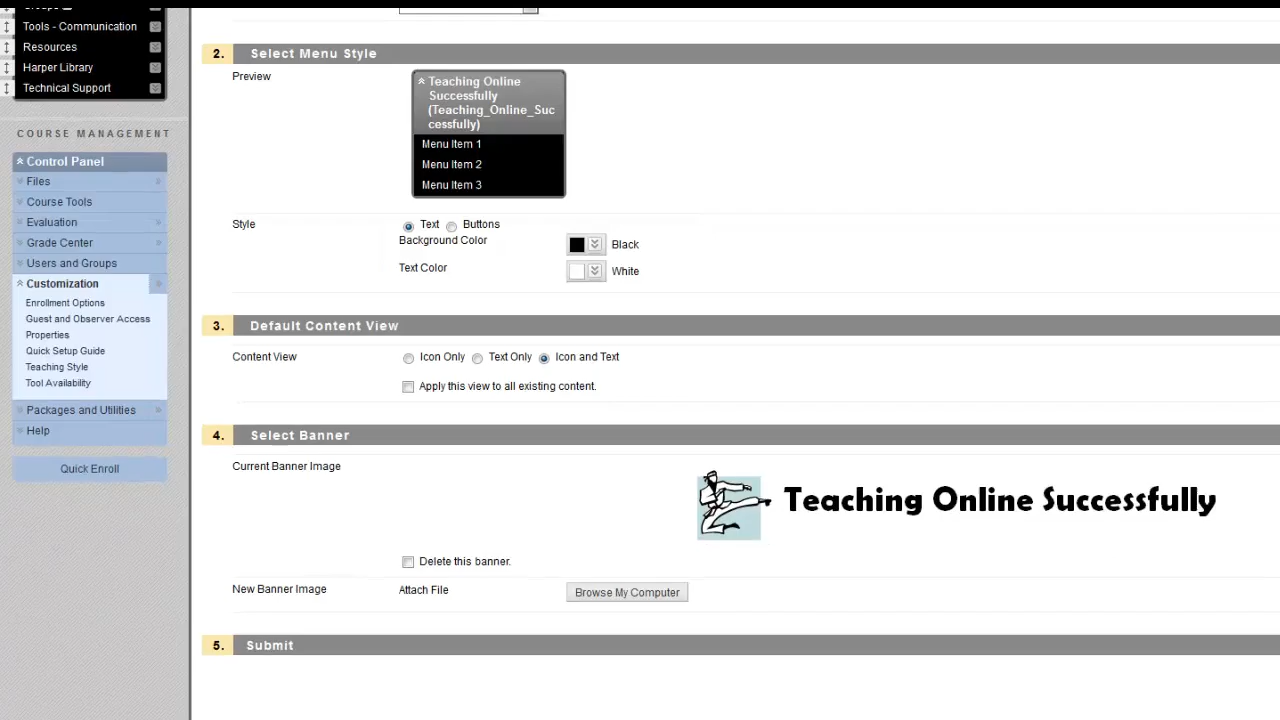 Groups
Tools - Communication
Resources
Harper Library
Technical Support
COURSE MANAGEMENT
Control Panel
Files
Course Tools
Evaluation
Grade Center
Users and Groups
Customization
Enrollment Options
Guest and Observer Access
Properties
Quick Setup Guide
Teaching Style
Tool Availability
Packages and Utilities
Help
Quick Enroll
2. Select Menu Style
Preview
Teaching Online
Successfully
(Teaching_Online_Suc
cessfully)
Menu Item 1
Menu Item 2
Menu Item 3
Style
Text Buttons
Background Color Black
Text Color White
3. Default Content View
Content View Icon Only Text Only Icon and Text
Apply this view to all existing content.
4. Select Banner
Current Banner Image
Teaching Online Successfully
Delete this banner.
New Banner Image Attach File Browse My Computer
5. Submit